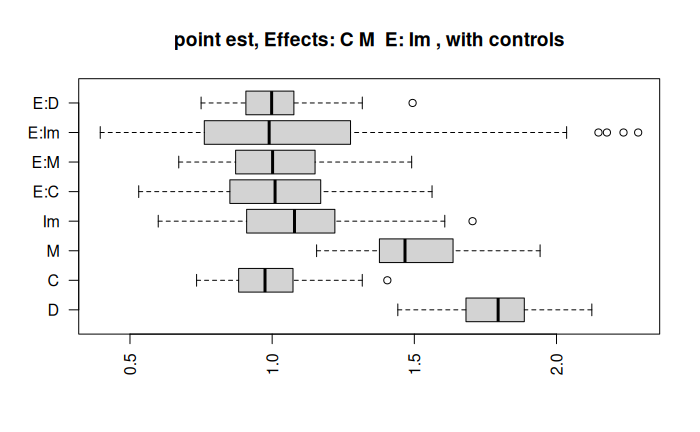 point est, Effects: C M E: Im , with controls
E:D
E:Im
E:M
E:C
Im
M
C
D
0.5
1.0
1.5
2.0